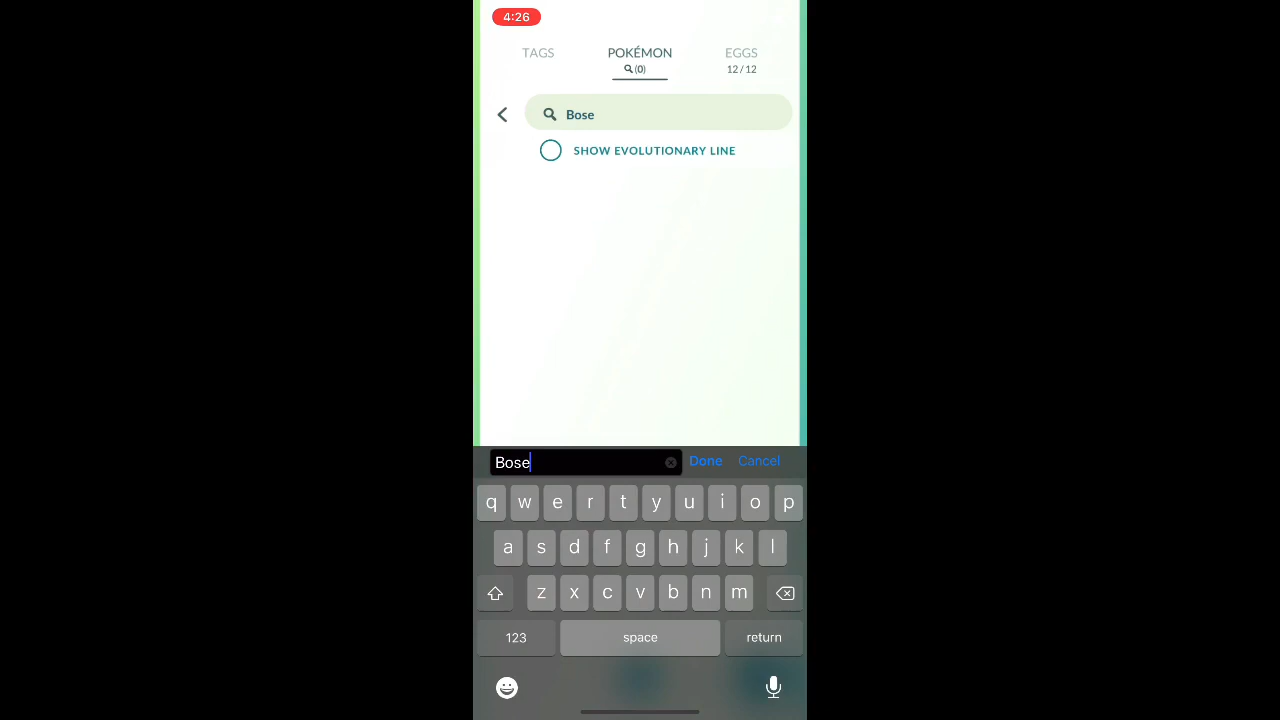 4:26
TAGS POKÉMON EGGS
(0) 12/12
Bose
SHOW EVOLUTIONARY LINE
Bose Done Cancel
q w e r t y u i o p
a s d f g h j k l
z x c v b n m
123 space return